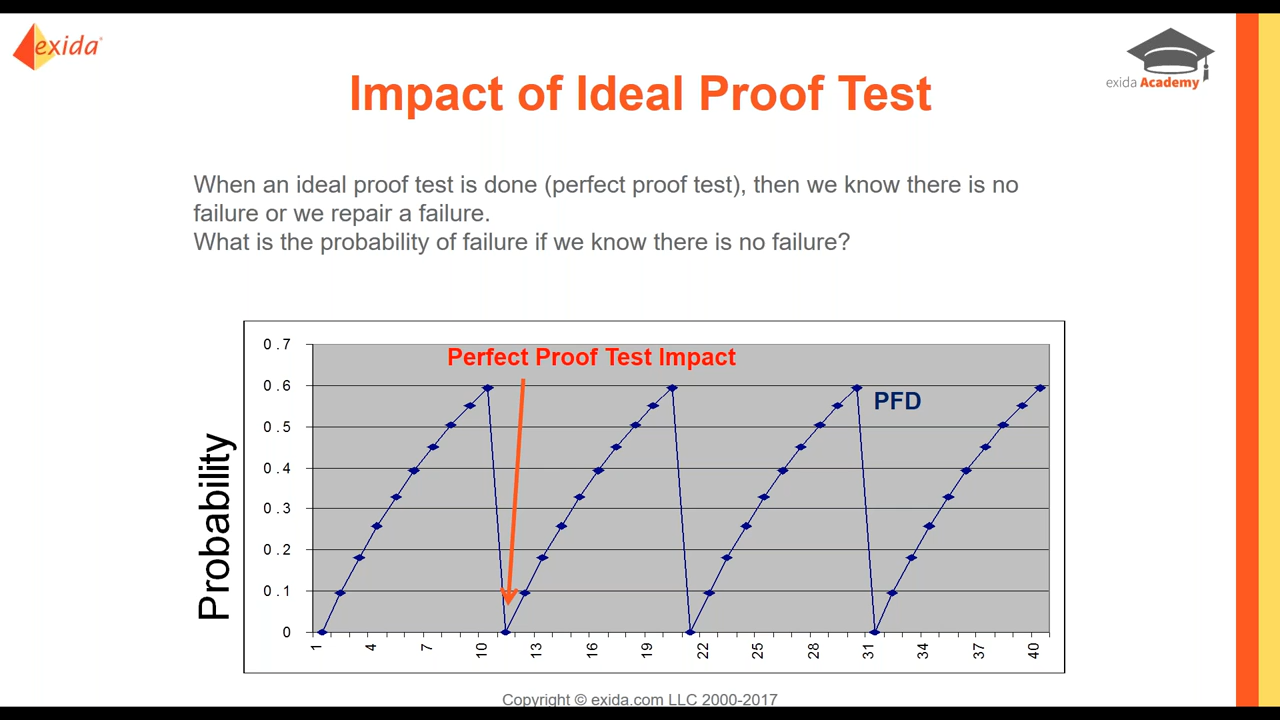 exida
exida Academy
Impact of Ideal Proof Test
When an ideal proof test is done (perfect proof test), then we know there is no
failure or we repair a failure.
What is the probability of failure if we know there is no failure?
Perfect Proof Test Impact
PFD
Probability
0.7
0.6
0.5
0.4
0.3
0.2
0.1
0
1 4 7 10 13 16 19 22 25 28 31 34 37 40
Copyright © exida.com LLC 2000-2017